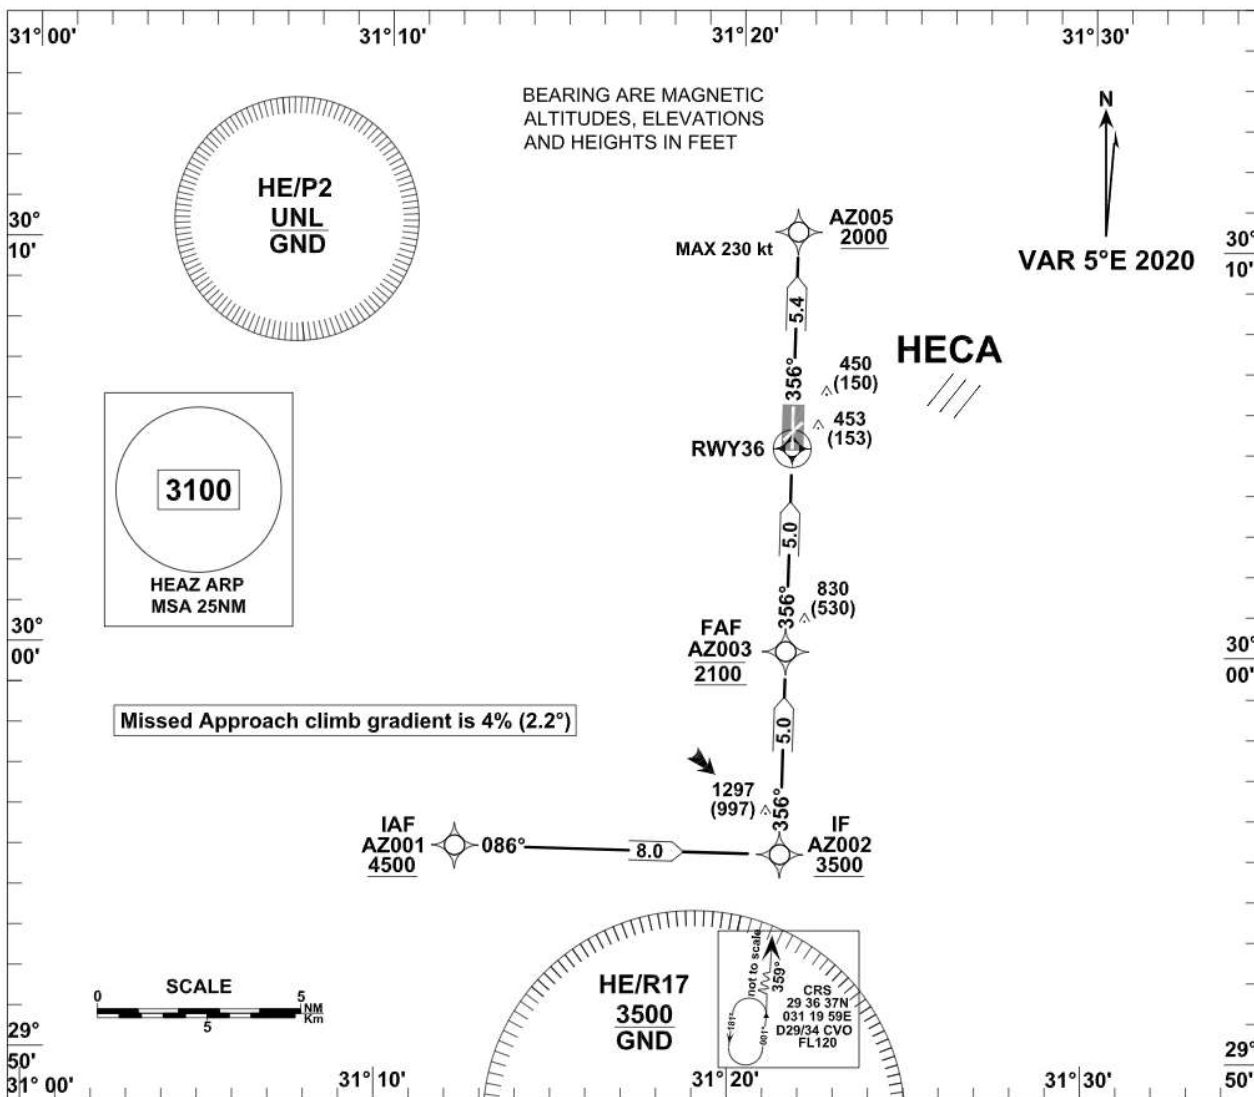 31° 00'
31° 10'
31° 20'
31° 30'
BEARING ARE MAGNETIC
ALTITUDES, ELEVATIONS
AND HEIGHTS IN FEET
N
VAR 5°E 2020
HE/P2
UNL
GND
30°
10'
30°
10'
AZ005
2000
MAX 230 kt
5.4
356°
HECA
450
(150)
453
(153)
RWY36
3100
HEAZ ARP
MSA 25NM
5.0
356°
830
(530)
30°
00'
FAF
AZ003
2100
30°
00'
Missed Approach climb gradient is 4% (2.2°)
5.0
356°
1297
(997)
IAF
AZ001
4500
086°
8.0
IF
AZ002
3500
SCALE
0
5
NM
Km
5
HE/R17
3500
GND
not to scale
359°
181°
001°
CRS
29 36 37N
031 19 59E
D29/34 CVO
FL120
29°
50'
29°
50'
31° 00'
31°10'
31° 20'
31° 30'